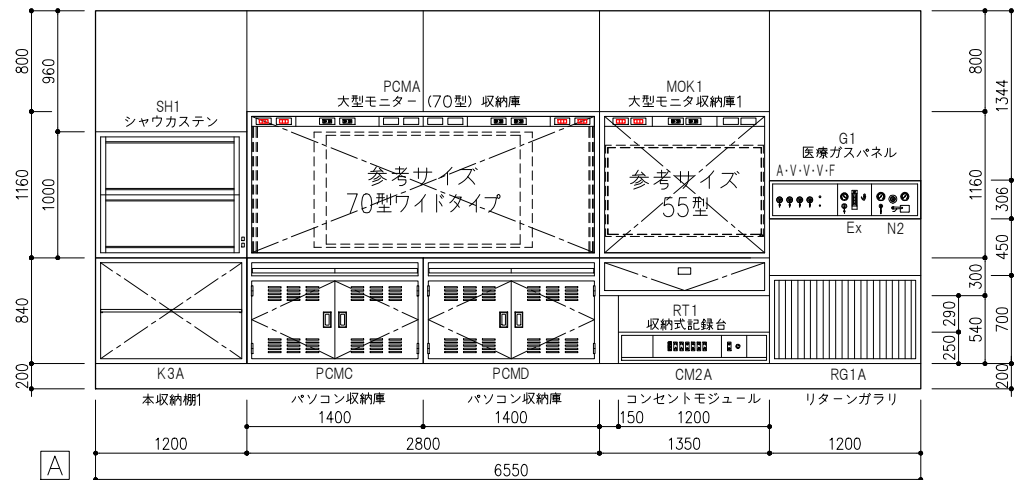 PCMA
大型モニター (70型) 収納庫
MOK1
大型モニタ収納庫1
SH1
シャウカステン
G1
医療ガスパネル
A・V・V・V・F
Ex
N2
参考サイズ
70型ワイドタイプ
参考サイズ
55型
RT1
収納式記録台
K3A
PCMC
PCMD
CM2A
RG1A
本収納棚1
パソコン収納庫
パソコン収納庫
コンセントモジュール
リターンガラリ
1400
1400
150
1200
1200
2800
1350
1200
6550
A
800
1160
840
200
960
1000
290
250
800
1160
300
540
1344
306
450
700
200